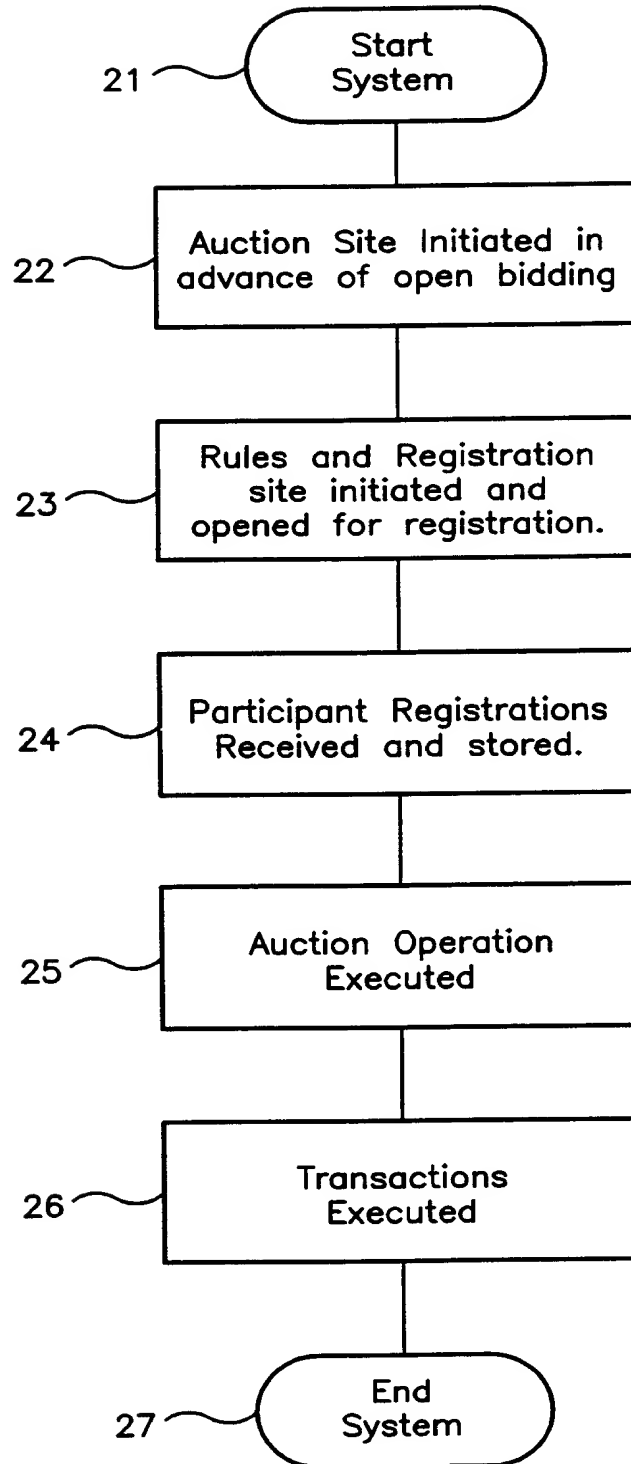 21
Start
System
22
Auction Site Initiated in
advance of open bidding
23
Rules and Registration
site initiated and
opened for registration.
24
Participant Registrations
Received and stored.
25
Auction Operation
Executed
26
Transactions
Executed
27
End
System